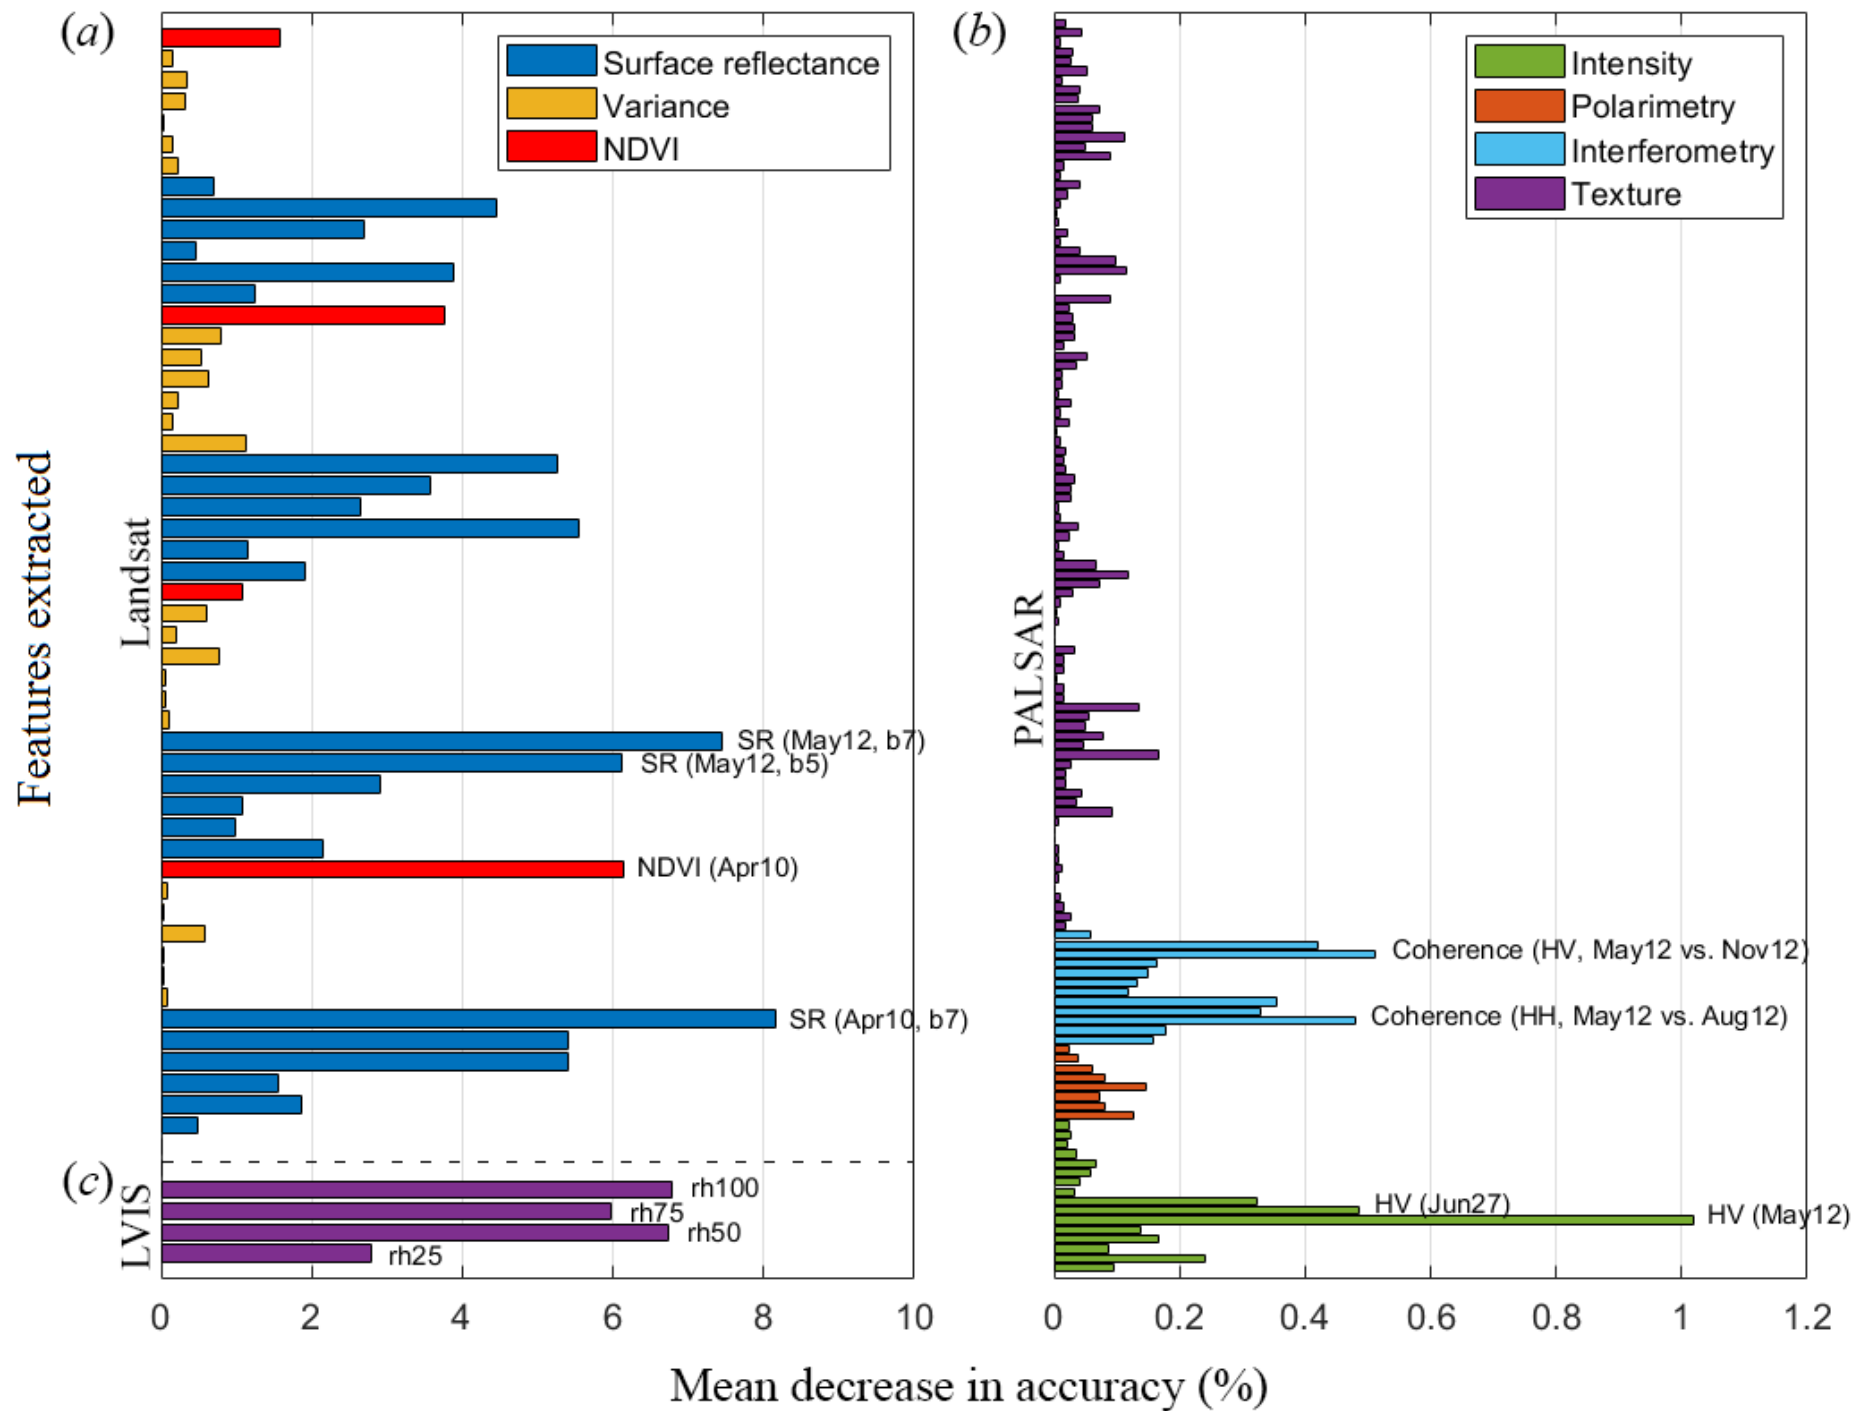 (a)
Surface reflectance
Variance
NDVI
Features extracted
Landsat
SR (May12, b7)
SR (May12, b5)
NDVI (Apr10)
SR (Apr10, b7)
(c)
LVIS
rh100
rh75
rh50
rh25
0 2 4 6 8 10
(b)
Intensity
Polarimetry
Interferometry
Texture
PALSAR
Coherence (HV, May12 vs. Nov12)
Coherence (HH, May12 vs. Aug12)
HV (Jun27)
HV (May12)
0 0.2 0.4 0.6 0.8 1 1.2
Mean decrease in accuracy (%)